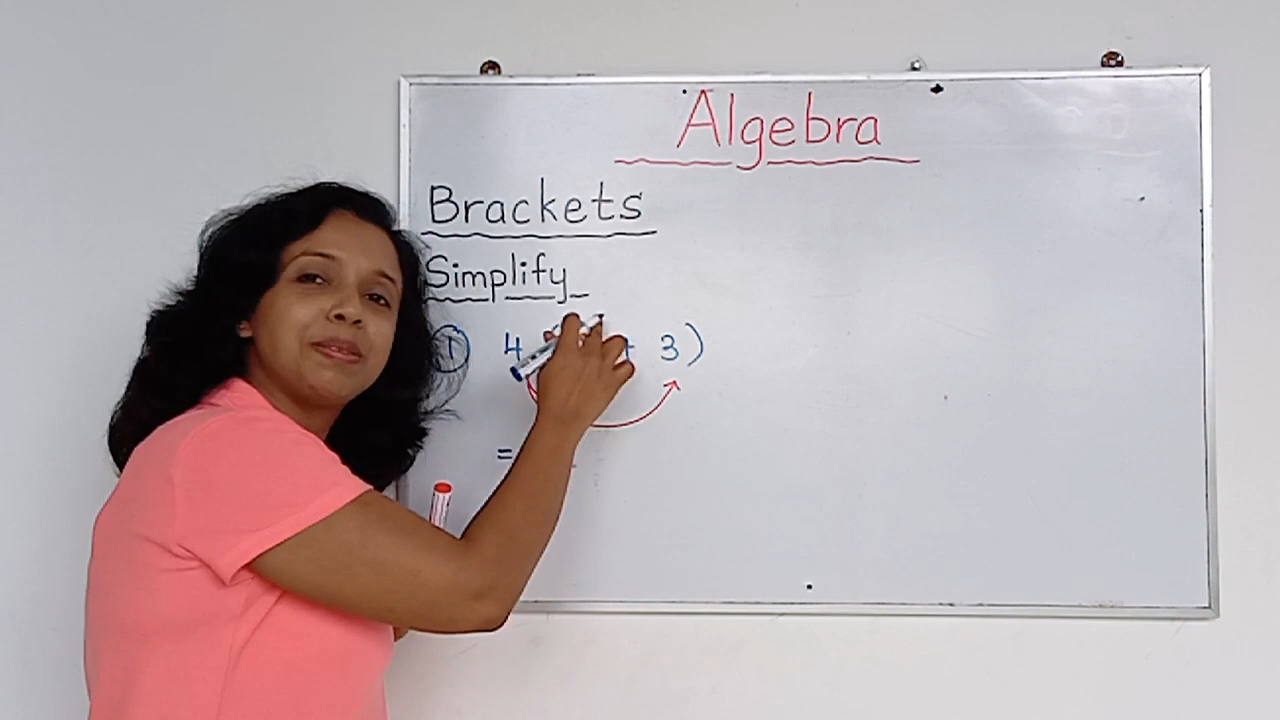 Algebra
Brackets
Simplify
① 4 + 3)
=